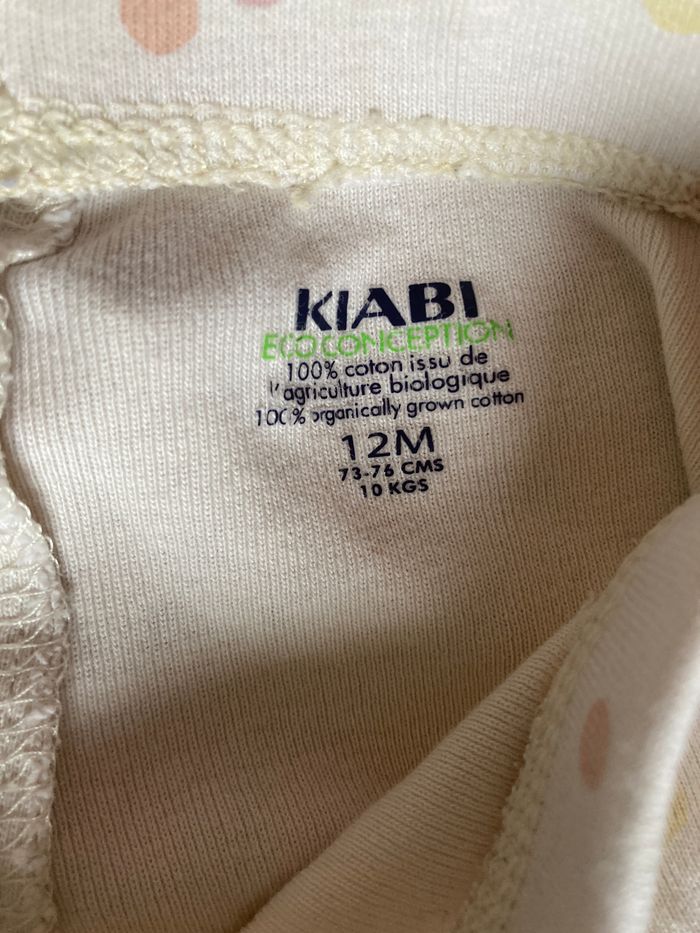 KIABI
ECOCONCEPTION
100% coton issu de
l'agriculture biologique
100% organically grown cotton
12M
73-76 CMS
10 KGS